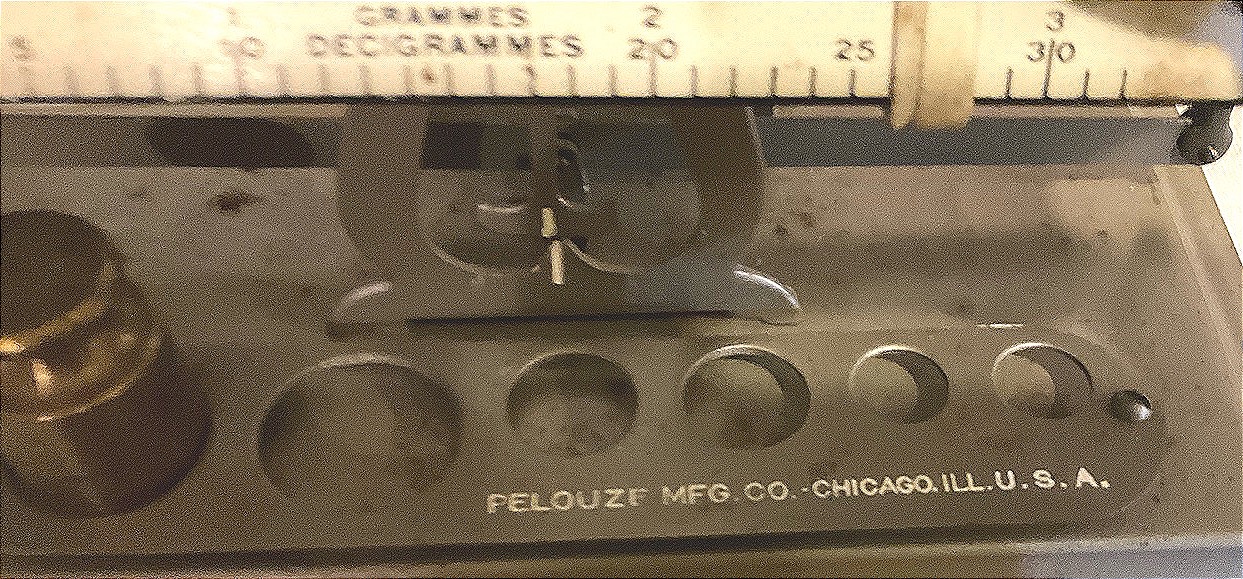 1 GRAMMES 2 3
5 10 DECIGRAMMES 20 25 30
PELOUZE MFG. CO.-CHICAGO. ILL. U.S.A.